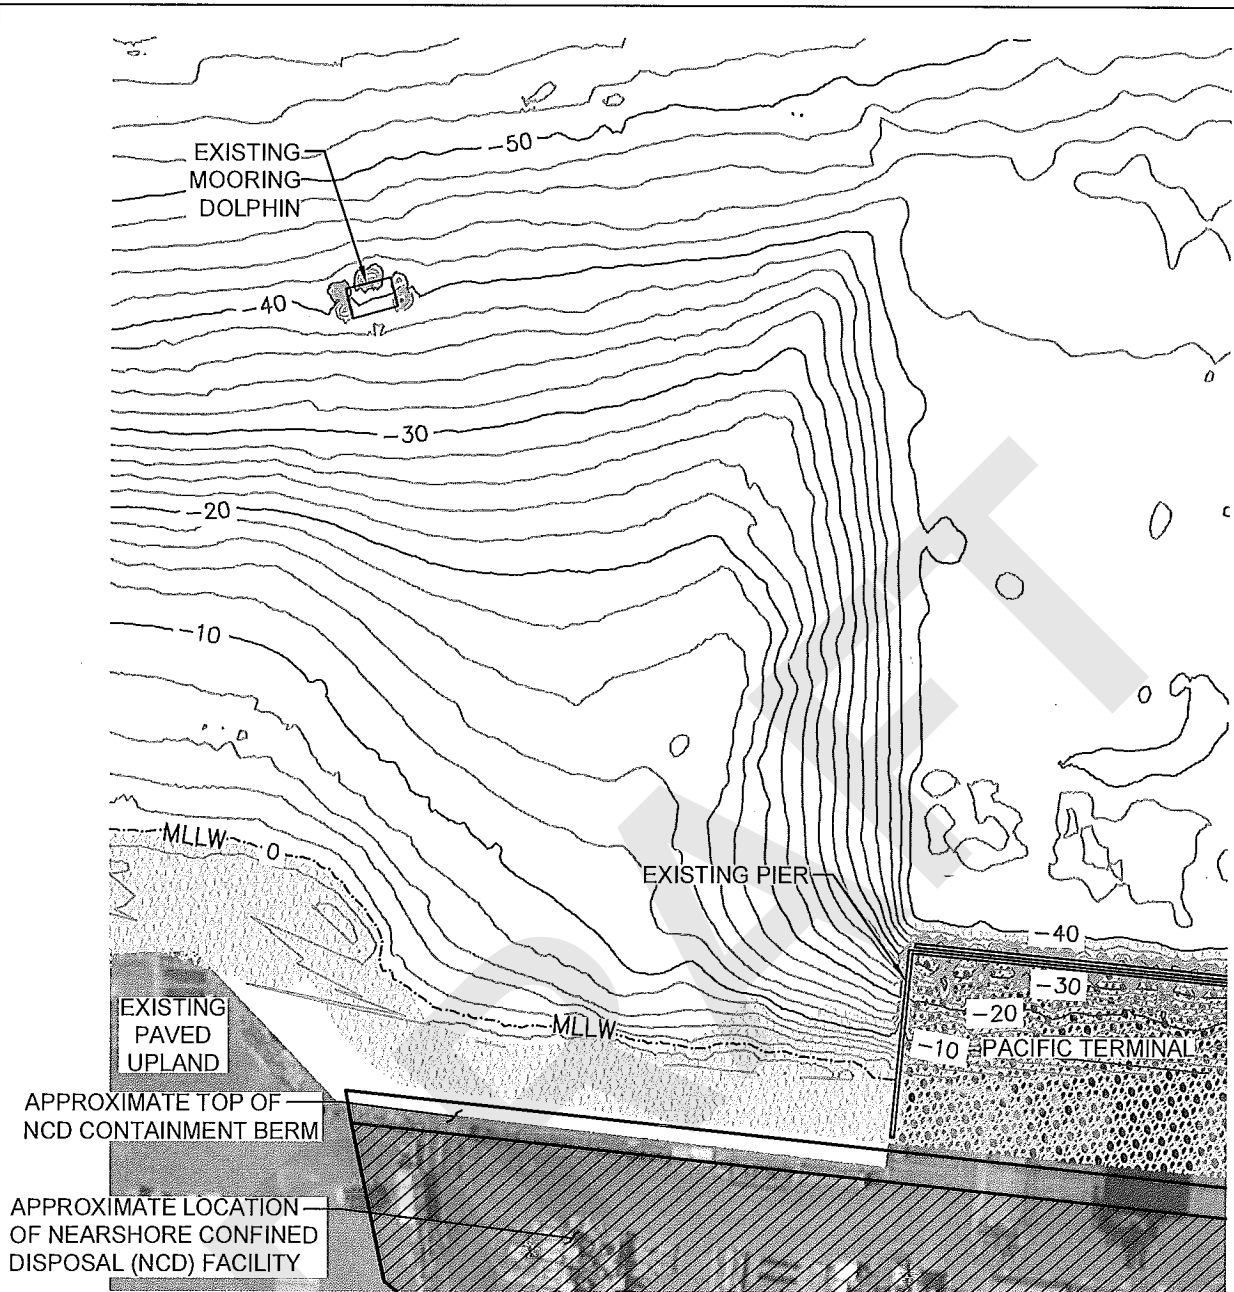 -50
EXISTING
MOORING
DOLPHIN
-40
-30
-20
-10
MLLW
0
EXISTING PIER
-40
-30
-20
-10
PACIFIC TERMINAL
MLLW
EXISTING
PAVED
UPLAND
APPROXIMATE TOP OF
NCD CONTAINMENT BERM
APPROXIMATE LOCATION
OF NEARSHORE CONFINED
DISPOSAL (NCD) FACILITY
DRAFT